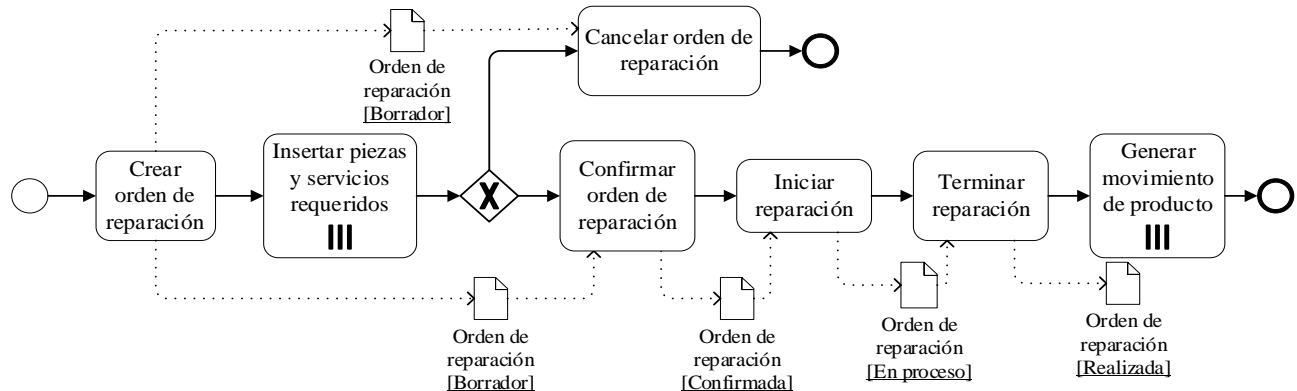 Cancelar orden de
reparación
Orden de
reparación
[Borrador]
Crear
orden de
reparación
Insertar piezas
y servicios
requeridos
X
Confirmar
orden de
reparación
Iniciar
reparación
Terminar
reparación
Generar
movimiento
de producto
Orden de
reparación
[Borrador]
Orden de
reparación
[Confirmada]
Orden de
reparación
[En proceso]
Orden de
reparación
[Realizada]